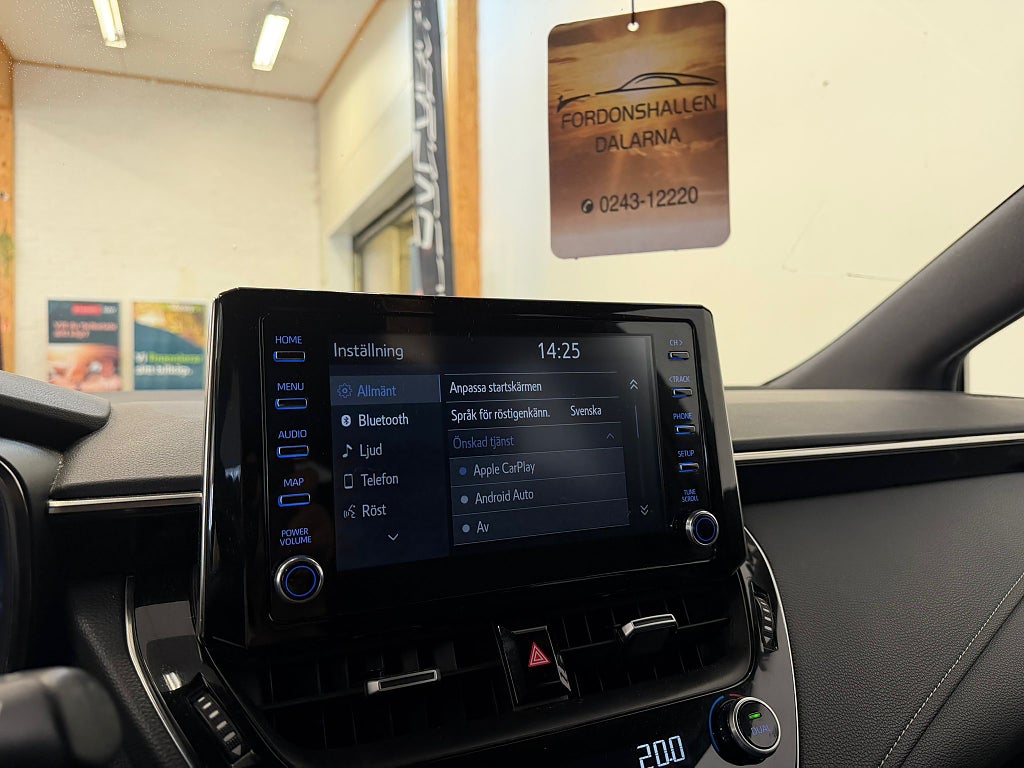 FORDONSHALLEN
DALARNA
0243-12220
HOME
MENU
AUDIO
MAP
POWER
VOLUME
Inställning
14:25
Allmänt
Bluetooth
Ljud
Telefon
Röst
Anpassa startskärmen
Språk för röstigenkänn. Svenska
Önskad tjänst
Apple CarPlay
Android Auto
Av
CH >
< TRACK
PHONE
SETUP
TUNE
SCROLL
20.0
DUAL